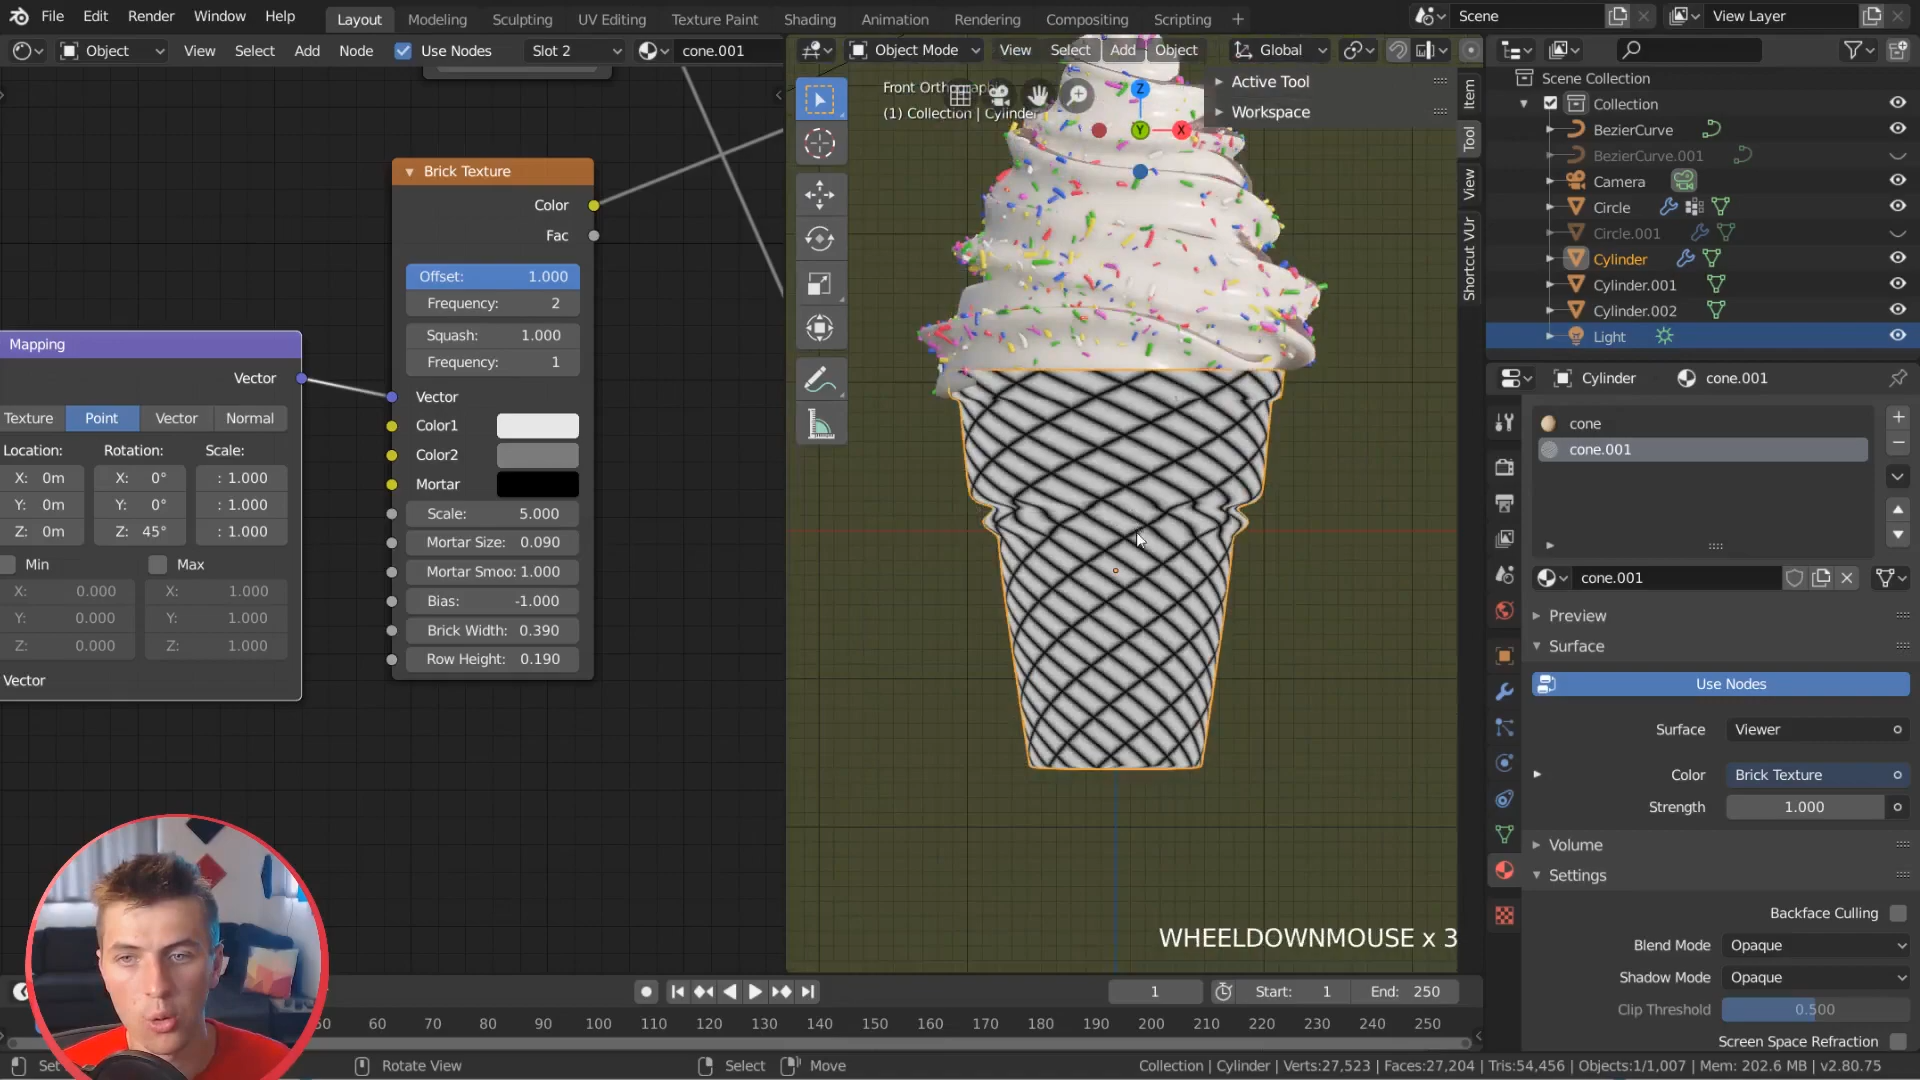 File Edit Render Window Help
Layout Modeling Sculpting UV Editing Texture Paint Shading Animation Rendering Compositing Scripting +
Scene
View Layer
Object View Select Add Node Use Nodes Slot 2 cone.001
Object Mode View Select Add Object Global
Brick Texture
Color
Fac
Offset: 1.000
Frequency: 2
Squash: 1.000
Frequency: 1
Vector
Color1
Color2
Mortar
Scale: 5.000
Mortar Size: 0.090
Mortar Smoo: 1.000
Bias: -1.000
Brick Width: 0.390
Row Height: 0.190
Mapping
Vector
Texture Point Vector Normal
Location: Rotation: Scale:
X: 0m X: 0° : 1.000
Y: 0m Y: 0° : 1.000
Z: 0m Z: 45° : 1.000
Min Max
X: 0.000 X: 1.000
Y: 0.000 Y: 1.000
Z: 0.000 Z: 1.000
Vector
Front Orthograph
(1) Collection | Cylinder
Z
Y
X
Active Tool
Workspace
Item
Tool
View
Shortcut VUr
WHEELDOWNMOUSE x 3
Scene Collection
Collection
BezierCurve
BezierCurve.001
Camera
Circle
Circle.001
Cylinder
Cylinder.001
Cylinder.002
Light
Cylinder cone.001
cone
cone.001
cone.001
Preview
Surface
Use Nodes
Surface Viewer
Color Brick Texture
Strength 1.000
Volume
Settings
Backface Culling
Blend Mode Opaque
Shadow Mode Opaque
Clip Threshold 0.500
Screen Space Refraction
1 Start: 1 End: 250
50 60 70 80 90 100 110 120 130 140 150 160 170 180 190 200 210 220 230 240 250
Set Rotate View Select Move
Collection | Cylinder | Verts:27,523 | Faces:27,204 | Tris:54,456 | Objects:1/1,007 | Mem: 202.6 MB | v2.80.75